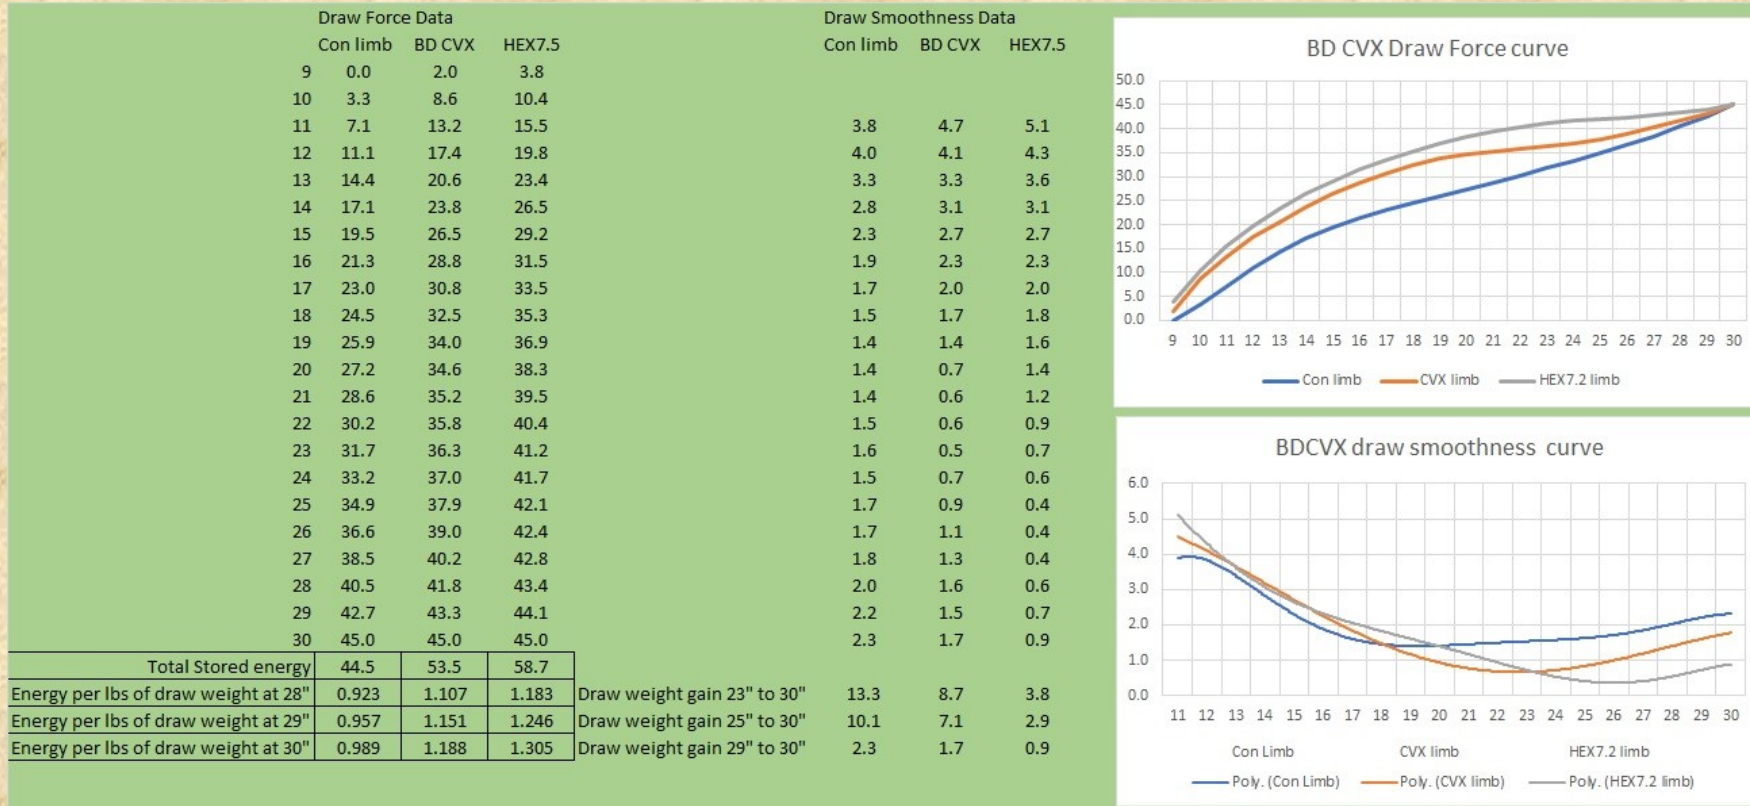 Draw Force Data Draw Smoothness Data
Con limb BD CVX HEX7.5 Con limb BD CVX HEX7.5
9 0.0 2.0 3.8
10 3.3 8.6 10.4
11 7.1 13.2 15.5 3.8 4.7 5.1
12 11.1 17.4 19.8 4.0 4.1 4.3
13 14.4 20.6 23.4 3.3 3.3 3.6
14 17.1 23.8 26.5 2.8 3.1 3.1
15 19.5 26.5 29.2 2.3 2.7 2.7
16 21.3 28.8 31.5 1.9 2.3 2.3
17 23.0 30.8 33.5 1.7 2.0 2.0
18 24.5 32.5 35.3 1.5 1.7 1.8
19 25.9 34.0 36.9 1.4 1.4 1.6
20 27.2 34.6 38.3 1.4 0.7 1.4
21 28.6 35.2 39.5 1.4 0.6 1.2
22 30.2 35.8 40.4 1.5 0.6 0.9
23 31.7 36.3 41.2 1.6 0.5 0.7
24 33.2 37.0 41.7 1.5 0.7 0.6
25 34.9 37.9 42.1 1.7 0.9 0.4
26 36.6 39.0 42.4 1.7 1.1 0.4
27 38.5 40.2 42.8 1.8 1.3 0.4
28 40.5 41.8 43.4 2.0 1.6 0.6
29 42.7 43.3 44.1 2.2 1.5 0.7
30 45.0 45.0 45.0 2.3 1.7 0.9
Total Stored energy 44.5 53.5 58.7
Energy per lbs of draw weight at 28" 0.923 1.107 1.183 Draw weight gain 23" to 30" 13.3 8.7 3.8
Energy per lbs of draw weight at 29" 0.957 1.151 1.246 Draw weight gain 25" to 30" 10.1 7.1 2.9
Energy per lbs of draw weight at 30" 0.989 1.188 1.305 Draw weight gain 29" to 30" 2.3 1.7 0.9
BD CVX Draw Force curve
50.0
45.0
40.0
35.0
30.0
25.0
20.0
15.0
10.0
5.0
0.0
9 10 11 12 13 14 15 16 17 18 19 20 21 22 23 24 25 26 27 28 29 30
Con limb CVX limb HEX7.2 limb
BDCVX draw smoothness curve
6.0
5.0
4.0
3.0
2.0
1.0
0.0
11 12 13 14 15 16 17 18 19 20 21 22 23 24 25 26 27 28 29 30
Con Limb CVX limb HEX7.2 limb
Poly. (Con Limb) Poly. (CVX limb) Poly. (HEX7.2 limb)